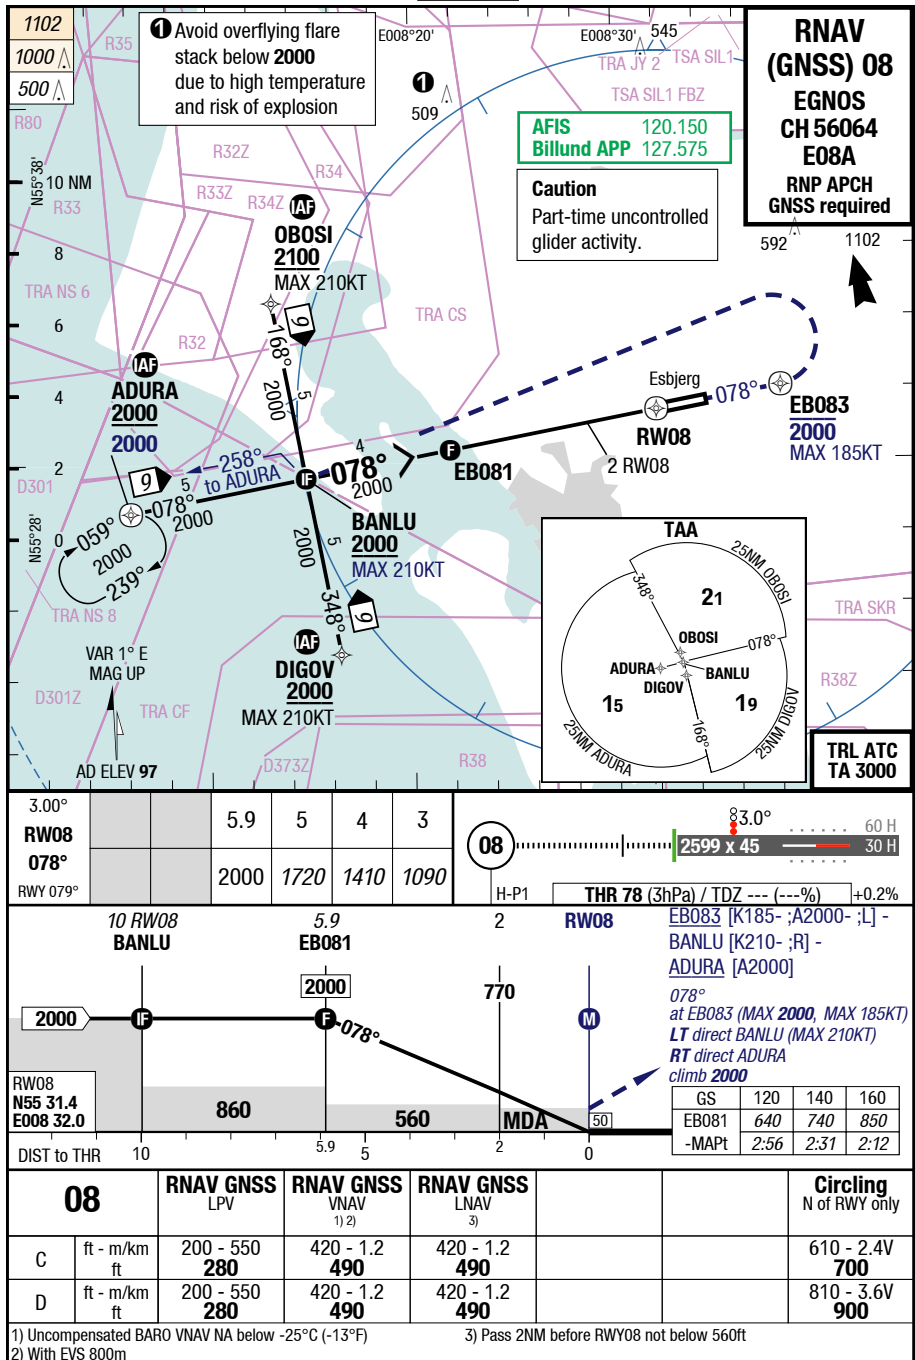 1102
1000
500
❶ Avoid overflying flare
stack below 2000
due to high temperature
and risk of explosion
E008°20'
E008°30'
545
RNAV
(GNSS) 08
EGNOS
CH 56064
E08A
RNP APCH
GNSS required
R35
TRA JY 2
TSA SIL1
TSA SIL1 FBZ
❶
509
AFIS 120.150
Billund APP 127.575
Caution
Part-time uncontrolled
glider activity.
592
1102
R80
R32Z
R34
R33Z
R34Z
R33
N55°38'
10 NM
8
6
4
2
0
N55°28'
IAF
OBOSI
2100
MAX 210KT
TRA NS 6
R32
TRA CS
9
168°
5
2000
IAF
ADURA
2000
2000
Esbjerg
078°
EB083
2000
MAX 185KT
RW08
2 RW08
F
EB081
4
078°
2000
258°
to ADURA
IF
9
5
078°
2000
D301
059°
2000
239°
BANLU
2000
MAX 210KT
5
2000
348°
9
TRA NS 8
IAF
DIGOV
2000
MAX 210KT
VAR 1° E
MAG UP
D301Z
TRA CF
AD ELEV 97
D373Z
R38
TRA SKR
R38Z
TAA
25NM OBOSI
348°
21
OBOSI
078°
ADURA
BANLU
DIGOV
15
19
168°
25NM ADURA
25NM DIGOV
TRL ATC
TA 3000
3.00°
RW08
078°
RWY 079°
5.9 5 4 3
2000 1720 1410 1090
08
3.0°
2599 x 45
60 H
30 H
H-P1
THR 78 (3hPa) / TDZ --- (---%)
+0.2%
10 RW08
BANLU
5.9
EB081
2
RW08
EB083 [K185- ;A2000- ;L] -
BANLU [K210- ;R] -
ADURA [A2000]
078°
at EB083 (MAX 2000, MAX 185KT)
LT direct BANLU (MAX 210KT)
RT direct ADURA
climb 2000
2000
2000
770
IF
F
078°
M
RW08
N55 31.4
E008 32.0
860
560
MDA
50
DIST to THR
10
5.9
5
2
0
GS 120 140 160
EB081 640 740 850
-MAPt 2:56 2:31 2:12
08
RNAV GNSS
LPV
RNAV GNSS
VNAV
1) 2)
RNAV GNSS
LNAV
3)
Circling
N of RWY only
C
ft - m/km 200 - 550 420 - 1.2 420 - 1.2 610 - 2.4V
ft 280 490 490 700
D
ft - m/km 200 - 550 420 - 1.2 420 - 1.2 810 - 3.6V
ft 280 490 490 900
1) Uncompensated BARO VNAV NA below -25°C (-13°F)
3) Pass 2NM before RWY08 not below 560ft
2) With EVS 800m